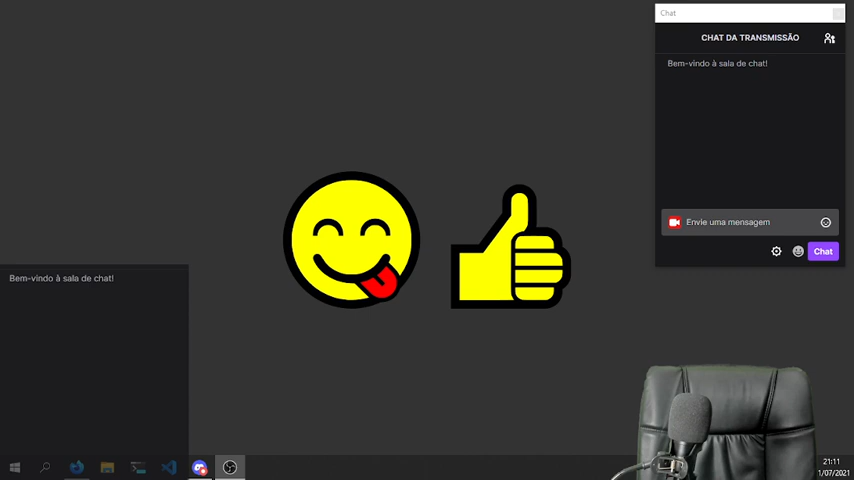 Chat
CHAT DA TRANSMISSÃO
Bem-vindo à sala de chat!
Envie uma mensagem
Chat
Bem-vindo à sala de chat!
21:11
1/07/2021